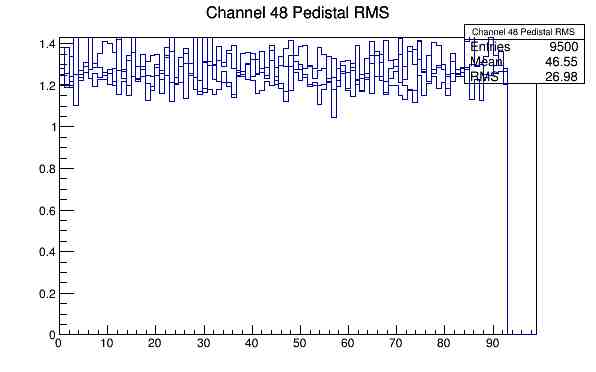 Channel 48 Pedistal RMS
Channel 48 Pedistal RMS
Entries 9500
Mean 46.55
RMS 26.98
1.4
1.2
1
0.8
0.6
0.4
0.2
0
0 10 20 30 40 50 60 70 80 90